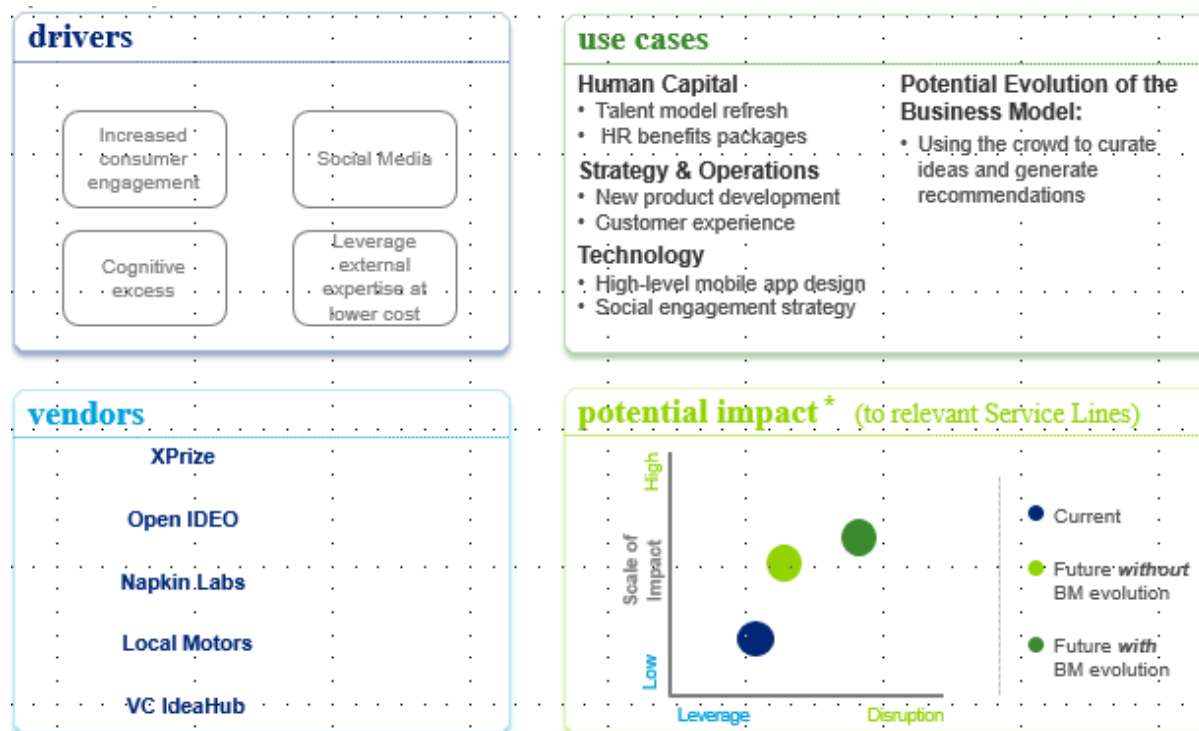 drivers
Increased
consumer
engagement
Social Media
Cognitive
excess
Leverage
external
expertise at
lower cost
use cases
Human Capital
• Talent model refresh
• HR benefits packages
Strategy & Operations
• New product development
• Customer experience
Technology
• High-level mobile app design
• Social engagement strategy
Potential Evolution of the
Business Model:
• Using the crowd to curate
ideas and generate
recommendations
vendors
XPrize
Open IDEO
Napkin Labs
Local Motors
VC IdeaHub
potential impact* (to relevant Service Lines)
High
Scale of
Impact
Low
Leverage
Disruption
Current
Future without
BM evolution
Future with
BM evolution